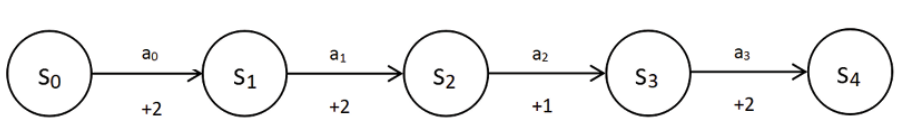 a₀ a₁ a₂ a₃
S₀ S₁ S₂ S₃ S₄
+2 +2 +1 +2